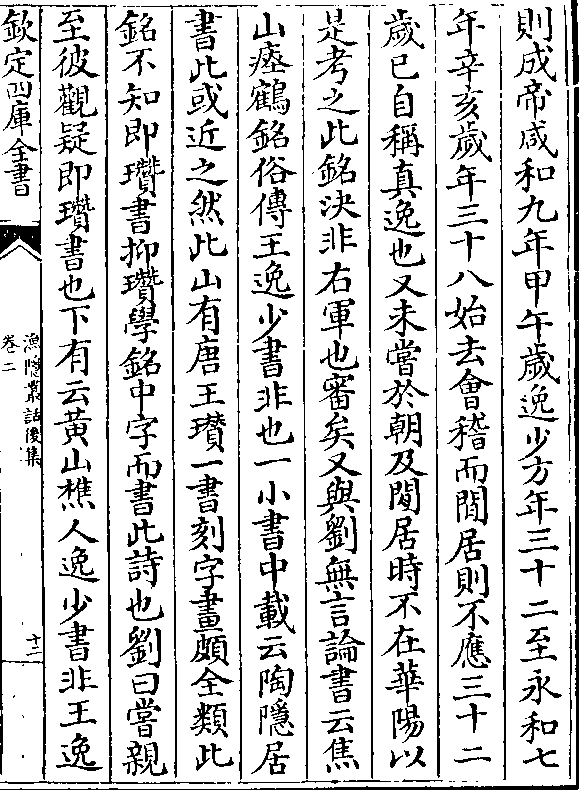 則成帝咸和九年甲午歲逸少方年三十二至永和七
年辛亥歲年三十八始去會稽而閒居則不應三十二
歲已自稱真逸也又未嘗於朝及閒居時不在華陽以
是考之此銘決非右軍也審矣又與劉無言論書云焦
山瘞鶴銘俗傳王逸少書非也一小書中載云陶隱居
書此或近之然此山有唐王瓚一書刻字畫頗全類此
銘不知即瓚書抑瓚學銘中字而書此詩也劉曰嘗親
至彼觀疑即瓚書也下有云黃山樵人逸少書非王逸
欽定四庫全書
漁隱叢話後集
卷二
十二